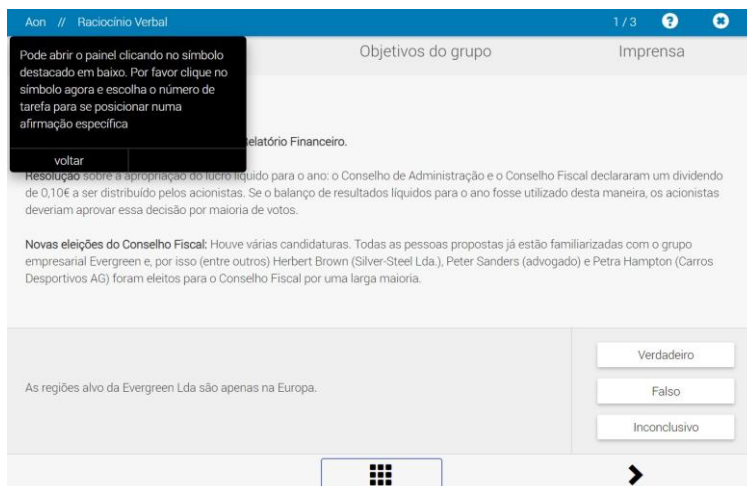 Aon // Raciocínio Verbal 1 / 3 ?
Pode abrir o painel clicando no símbolo
destacado em baixo. Por favor clique no
símbolo agora e escolha o número de
tarefa para se posicionar numa
afirmação específica
voltar
Objetivos do grupo
Imprensa
Relatório Financeiro.
Resolução sobre a apropriação do lucro líquido para o ano: o Conselho de Administração e o Conselho Fiscal declararam um dividendo
de 0,10€ a ser distribuído pelos acionistas. Se o balanço de resultados líquidos para o ano fosse utilizado desta maneira, os acionistas
deveriam aprovar essa decisão por maioria de votos.
Novas eleições do Conselho Fiscal: Houve várias candidaturas. Todas as pessoas propostas já estão familiarizadas com o grupo
empresarial Evergreen e, por isso (entre outros) Herbert Brown (Silver-Steel Lda.), Peter Sanders (advogado) e Petra Hampton (Carros
Desportivos AG) foram eleitos para o Conselho Fiscal por uma larga maioria.
As regiões alvo da Evergreen Lda são apenas na Europa.
Verdadeiro
Falso
Inconclusivo